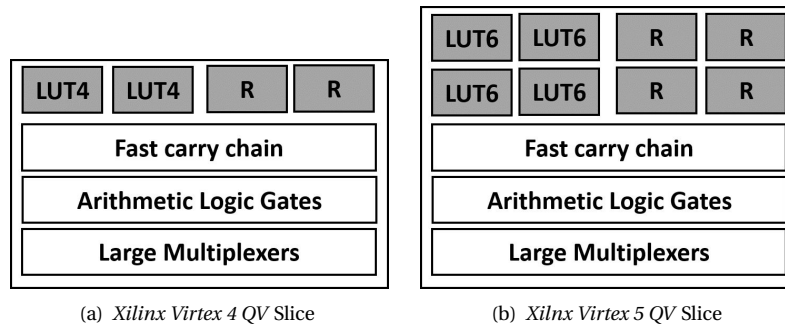 LUT4 LUT4 R R
Fast carry chain
Arithmetic Logic Gates
Large Multiplexers
(a) Xilinx Virtex 4 QV Slice
LUT6 LUT6 R R
LUT6 LUT6 R R
Fast carry chain
Arithmetic Logic Gates
Large Multiplexers
(b) Xilnx Virtex 5 QV Slice